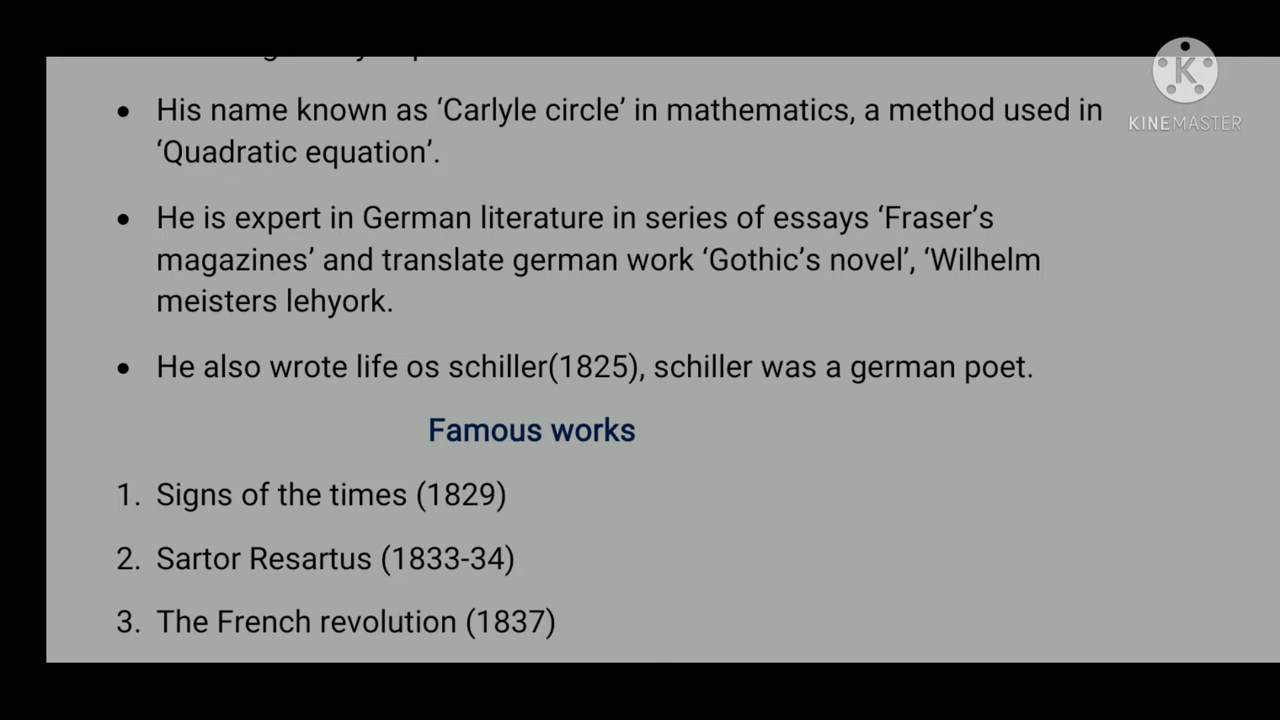 • His name known as ‘Carlyle circle’ in mathematics, a method used in
‘Quadratic equation’.
• He is expert in German literature in series of essays ‘Fraser’s
magazines’ and translate german work ‘Gothic’s novel’, ‘Wilhelm
meisters lehyork.
• He also wrote life os schiller(1825), schiller was a german poet.
Famous works
1. Signs of the times (1829)
2. Sartor Resartus (1833-34)
3. The French revolution (1837)
K
KINEMASTER